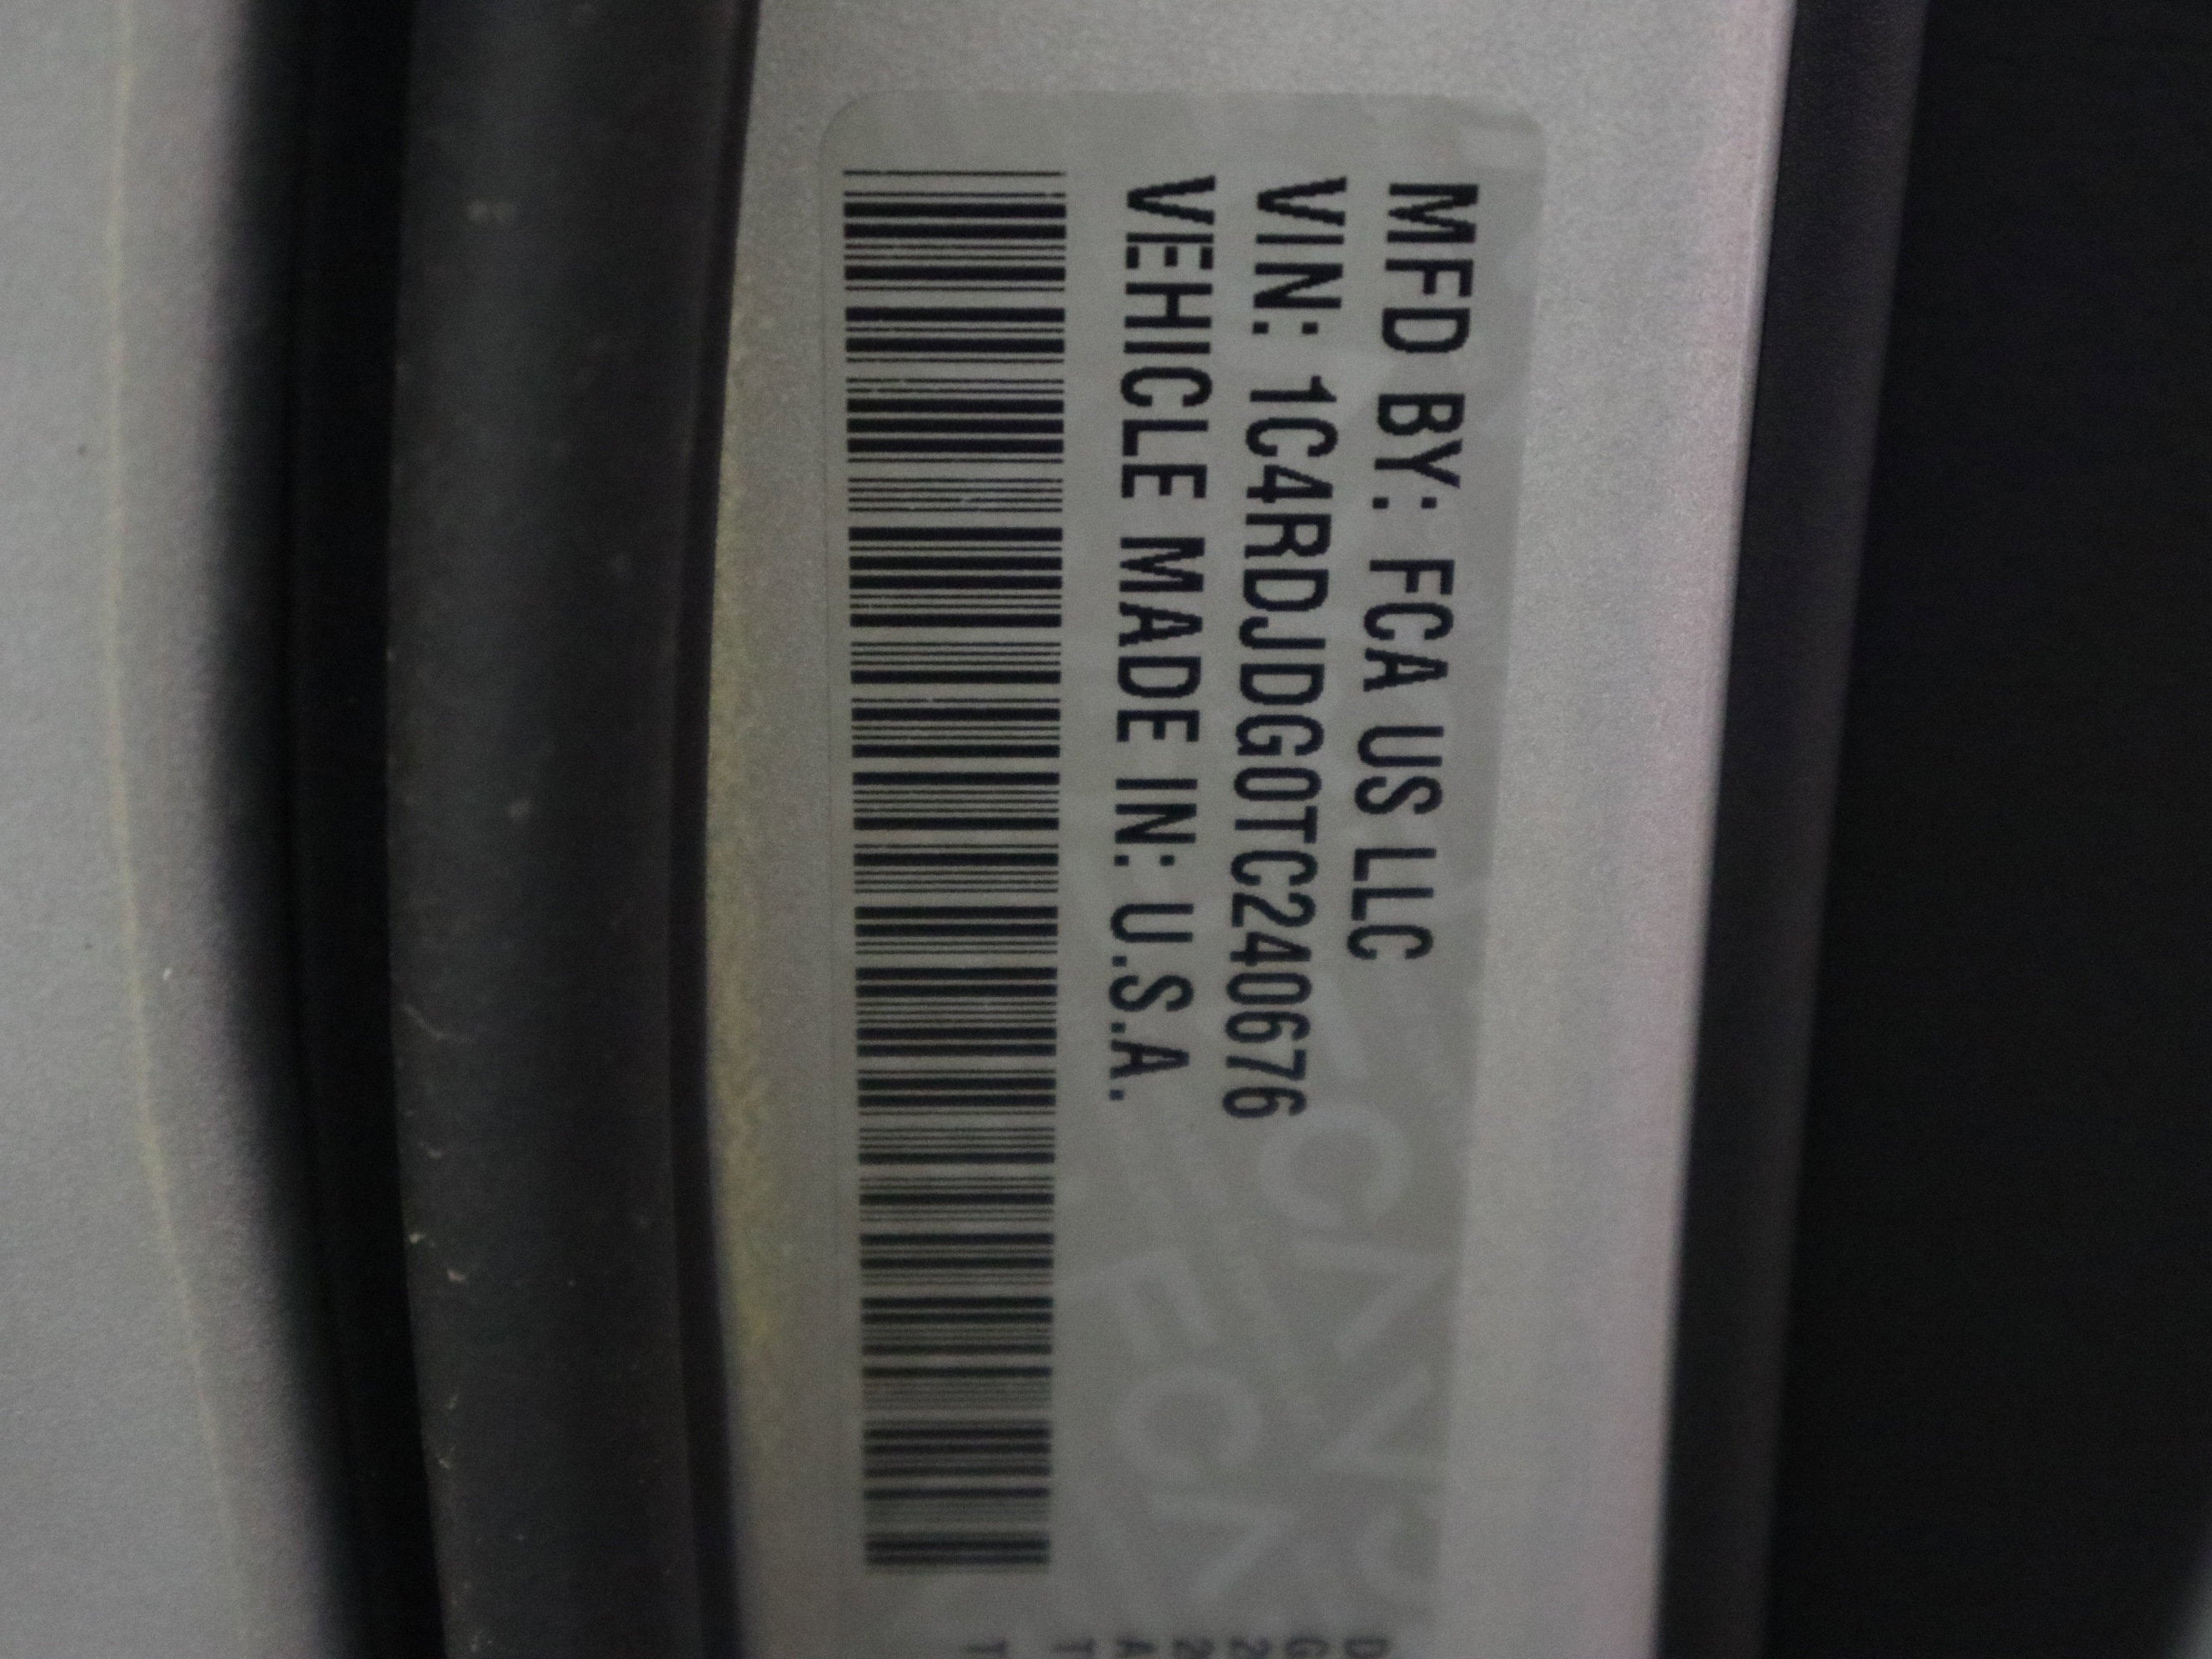 MFD BY: FCA US LLC
VIN: 1C4RDJDG0TC240676
VEHICLE MADE IN: U.S.A.